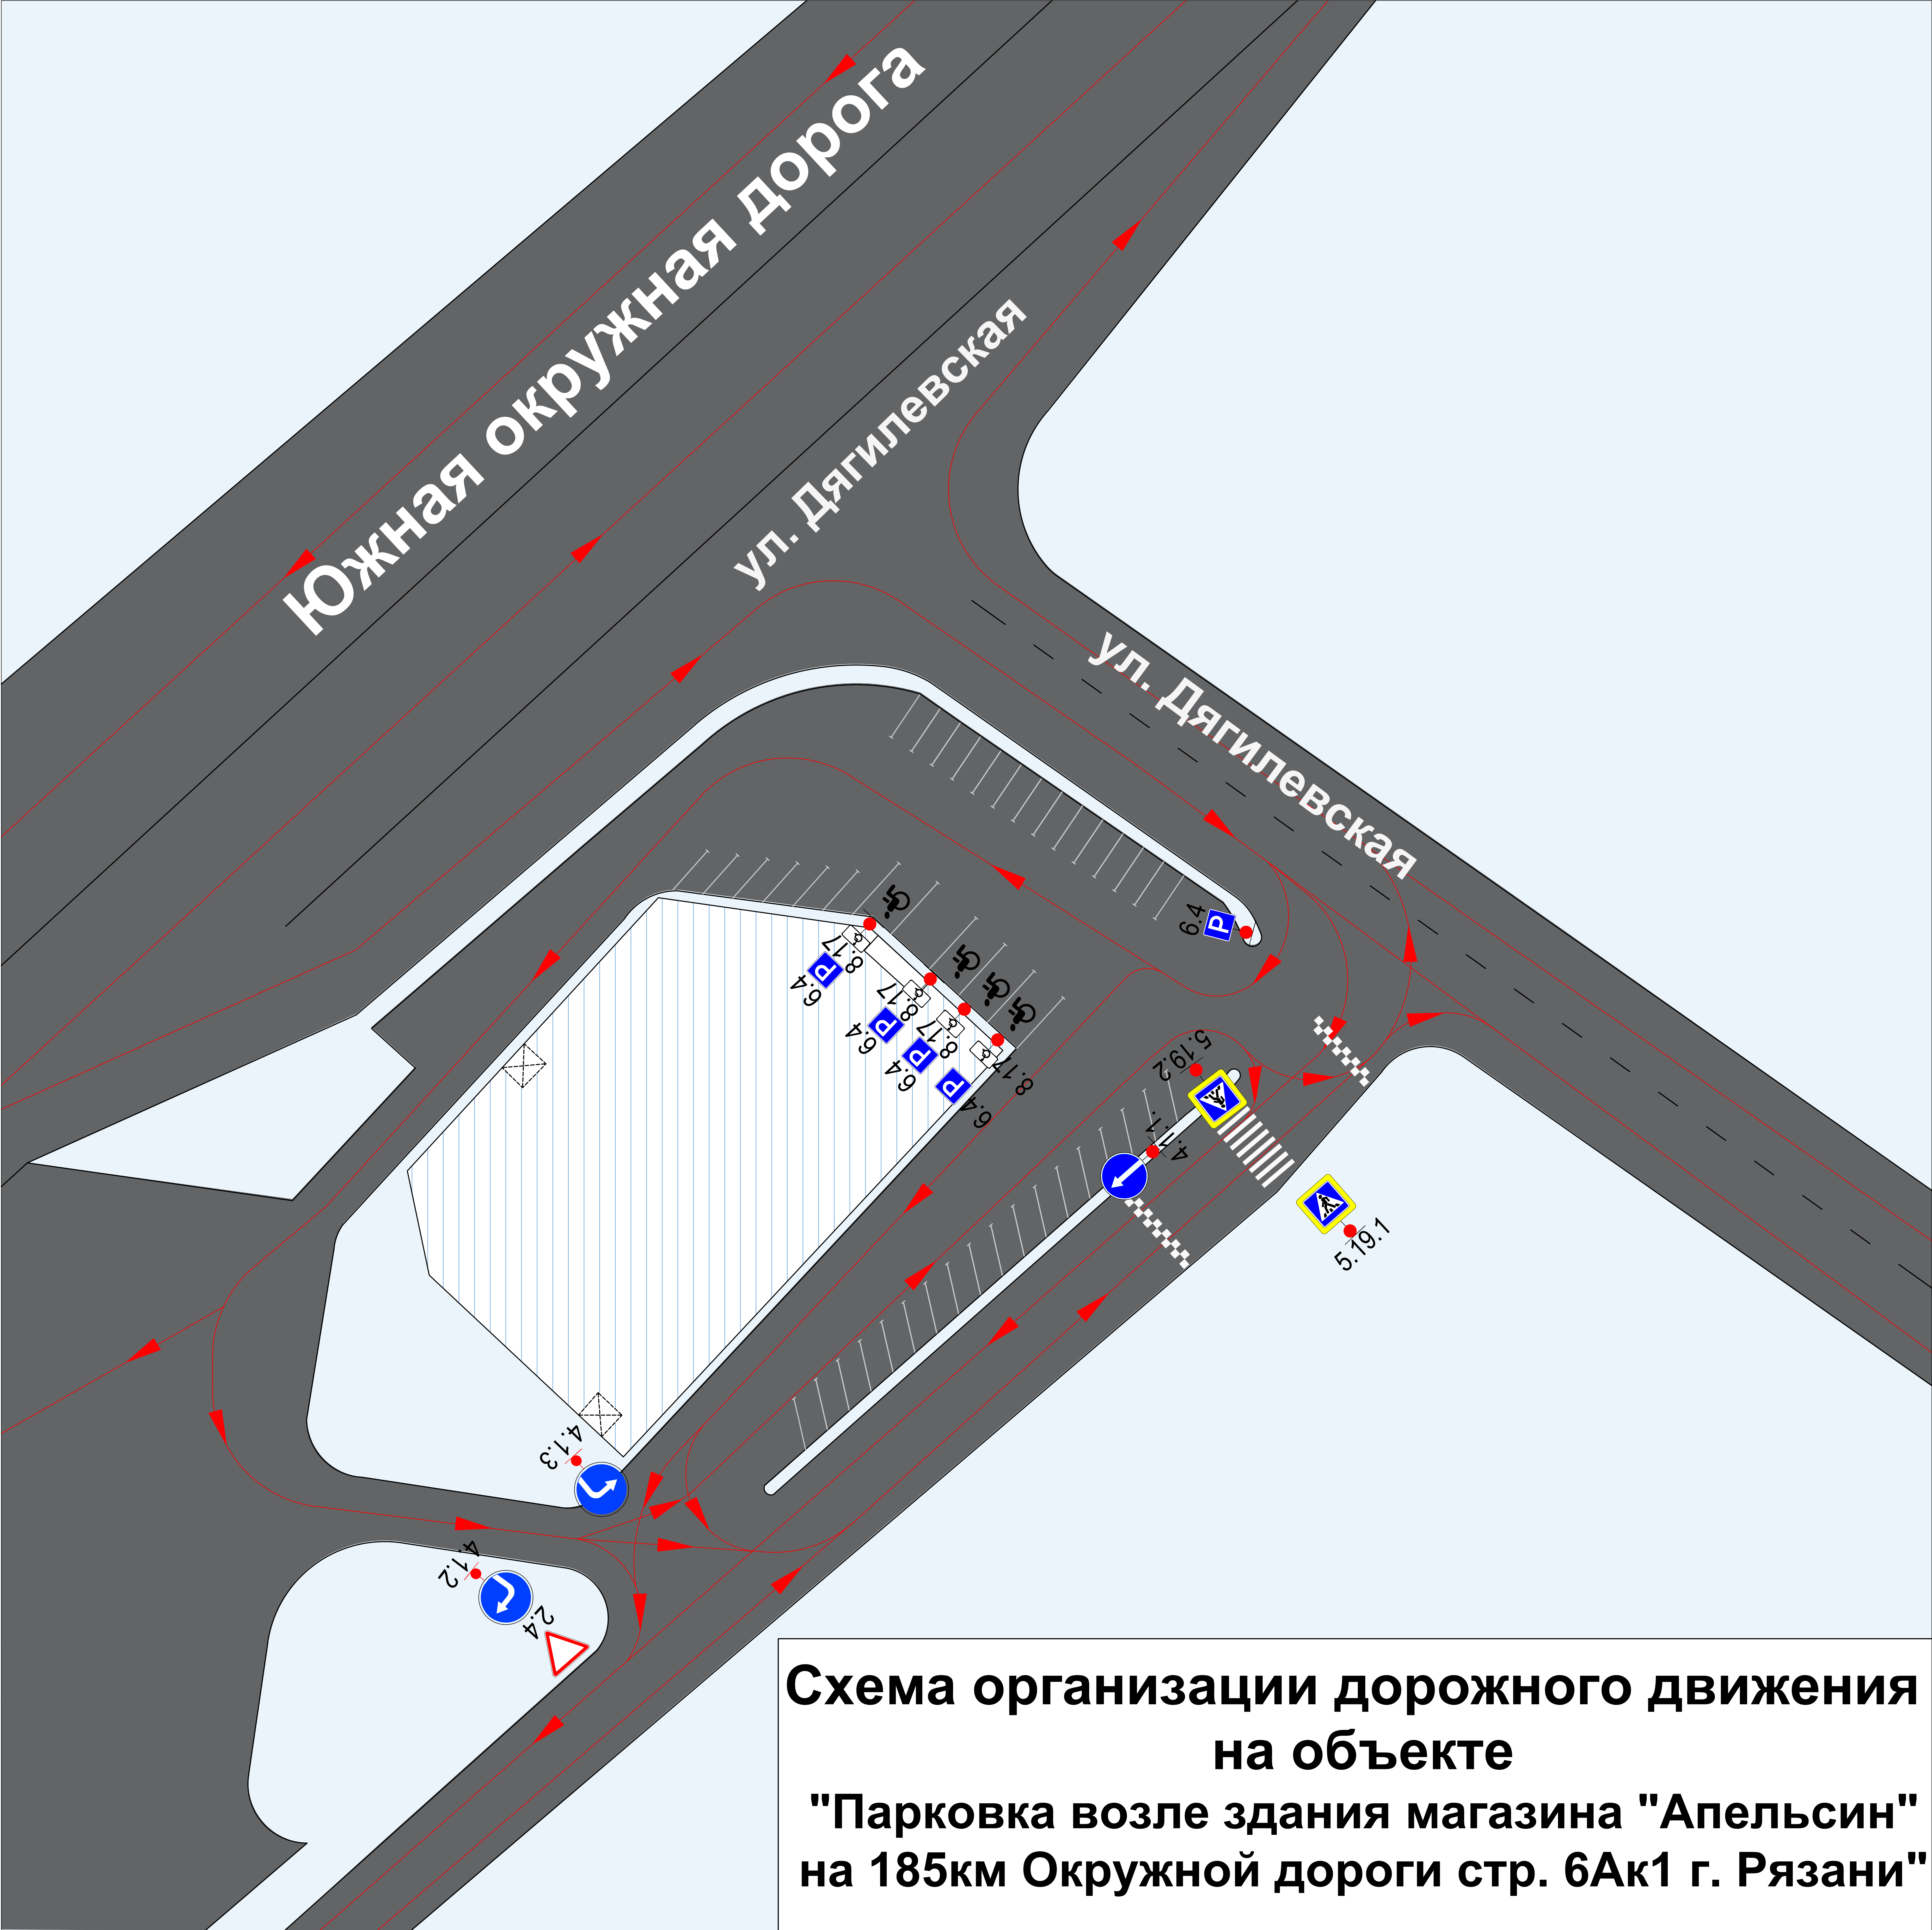 Южная окружная дорога
ул. Дягилевская
ул. Дягилевская
6.4
8.17
6.4
8.17
6.4
8.17
6.4
8.17
6.4
5.19.2
4.1.1
5.19.1
4.1.3
4.1.2
2.4
P
P
P
P
P
Схема организации дорожного движения
на объекте
"Парковка возле здания магазина "Апельсин"
на 185км Окружной дороги стр. 6Ак1 г. Рязани"